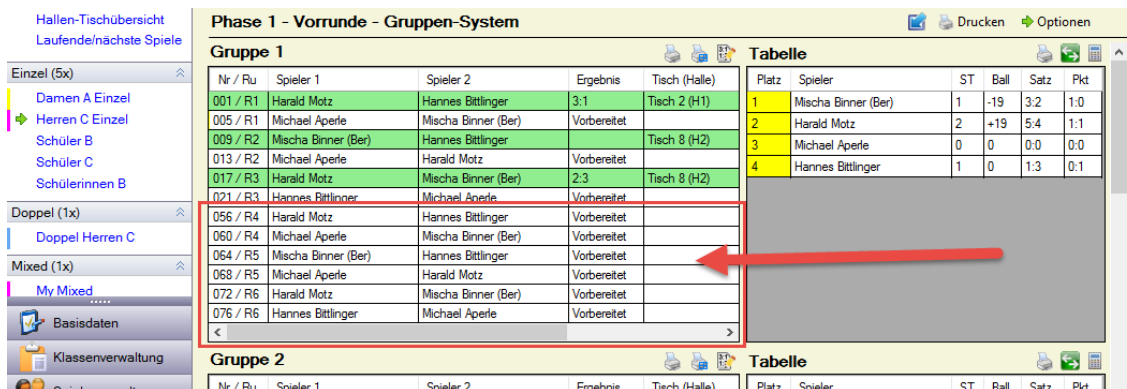 Hallen-Tischübersicht
Laufende/nächste Spiele
Einzel (5x)
Damen A Einzel
Herren C Einzel
Schüler B
Schüler C
Schülerinnen B
Doppel (1x)
Doppel Herren C
Mixed (1x)
My Mixed
Basisdaten
Klassenverwaltung
Phase 1 - Vorrunde - Gruppen-System
Drucken Optionen
Gruppe 1
Nr / Ru Spieler 1 Spieler 2 Ergebnis Tisch (Halle)
001 / R1 Harald Motz Hannes Bittlinger 3:1 Tisch 2 (H1)
005 / R1 Michael Aperle Mischa Binner (Ber) Vorbereitet
009 / R2 Mischa Binner (Ber) Hannes Bittlinger Tisch 8 (H2)
013 / R2 Michael Aperle Harald Motz Vorbereitet
017 / R3 Harald Motz Mischa Binner (Ber) 2:3 Tisch 8 (H2)
021 / R3 Hannes Bittlinger Michael Aperle Vorbereitet
056 / R4 Harald Motz Hannes Bittlinger Vorbereitet
060 / R4 Michael Aperle Mischa Binner (Ber) Vorbereitet
064 / R5 Mischa Binner (Ber) Hannes Bittlinger Vorbereitet
068 / R5 Michael Aperle Harald Motz Vorbereitet
072 / R6 Harald Motz Mischa Binner (Ber) Vorbereitet
076 / R6 Hannes Bittlinger Michael Aperle Vorbereitet
Tabelle
Platz Spieler ST Ball Satz Pkt
1 Mischa Binner (Ber) 1 -19 3:2 1:0
2 Harald Motz 2 +19 5:4 1:1
3 Michael Aperle 0 0 0:0 0:0
4 Hannes Bittlinger 1 0 1:3 0:1
Gruppe 2
Nr / Ru Spieler 1 Spieler 2 Ergebnis Tisch (Halle)
Tabelle
Platz Spieler ST Ball Satz Pkt